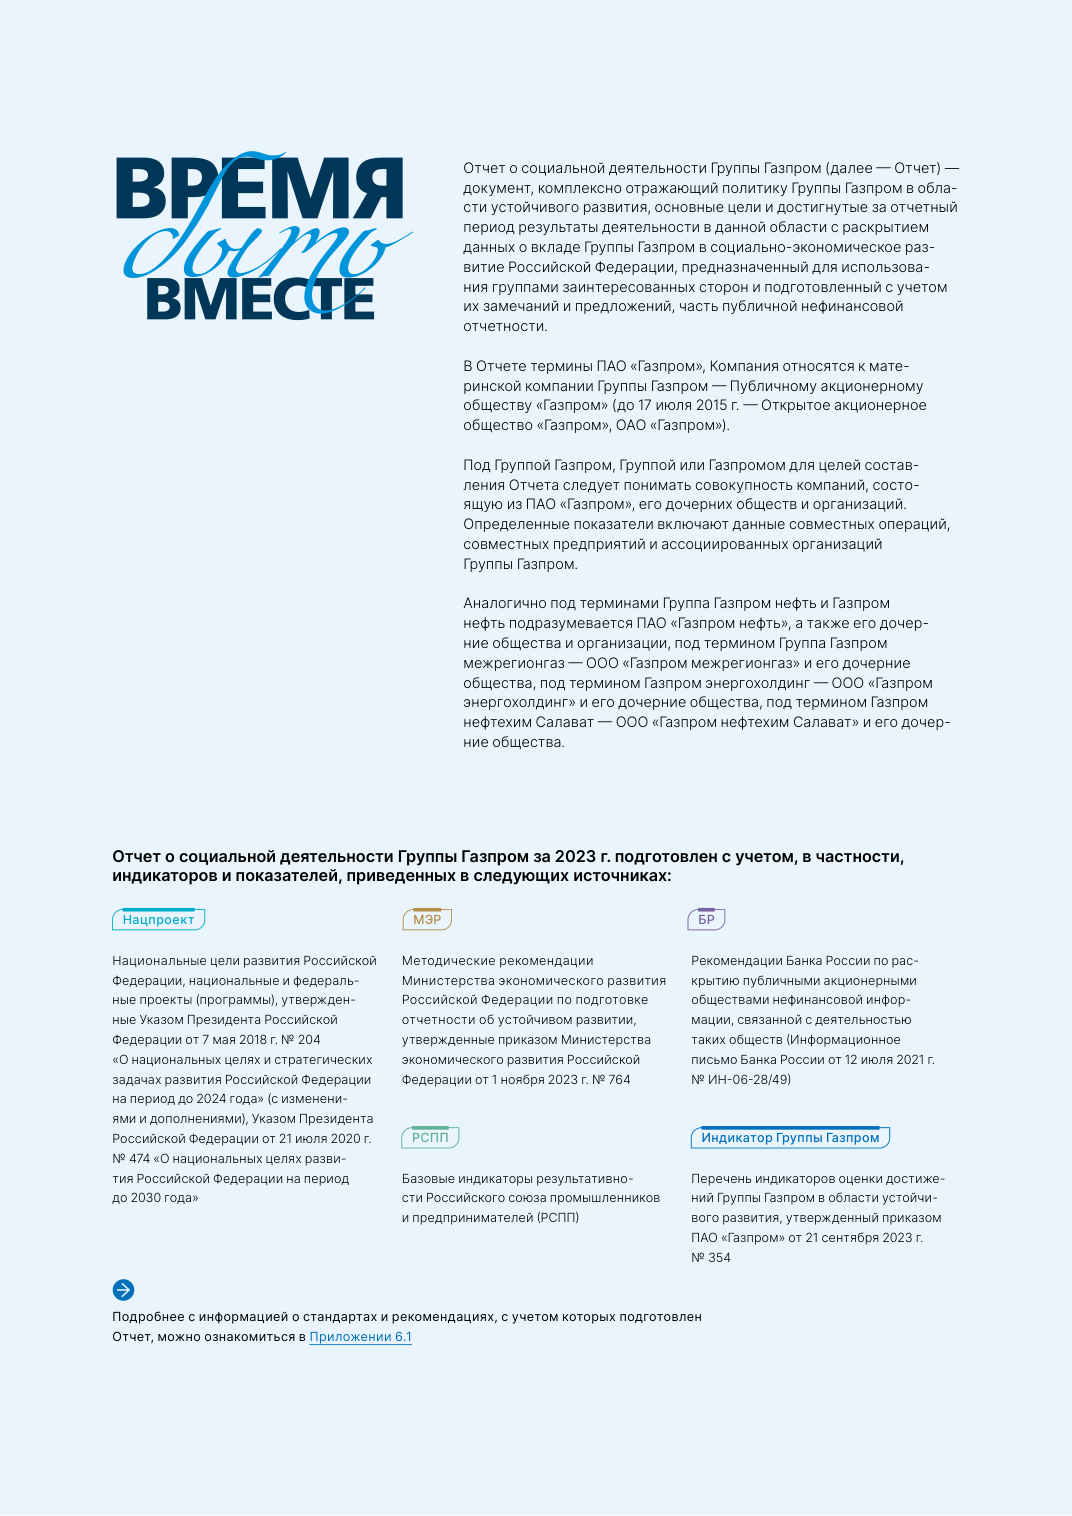 ВРЕМЯ
быть
ВМЕСТЕ
Отчет о социальной деятельности Группы Газпром (далее — Отчет) —
документ, комплексно отражающий политику Группы Газпром в обла-
сти устойчивого развития, основные цели и достигнутые за отчетный
период результаты деятельности в данной области с раскрытием
данных о вкладе Группы Газпром в социально-экономическое раз-
витие Российской Федерации, предназначенный для использова-
ния группами заинтересованных сторон и подготовленный с учетом
их замечаний и предложений, часть публичной нефинансовой
отчетности.
В Отчете термины ПАО «Газпром», Компания относятся к мате-
ринской компании Группы Газпром — Публичному акционерному
обществу «Газпром» (до 17 июля 2015 г. — Открытое акционерное
общество «Газпром», ОАО «Газпром»).
Под Группой Газпром, Группой или Газпромом для целей состав-
ления Отчета следует понимать совокупность компаний, состо-
ящую из ПАО «Газпром», его дочерних обществ и организаций.
Определенные показатели включают данные совместных операций,
совместных предприятий и ассоциированных организаций
Группы Газпром.
Аналогично под терминами Группа Газпром нефть и Газпром
нефть подразумевается ПАО «Газпром нефть», а также его дочер-
ние общества и организации, под термином Группа Газпром
межрегионгаз — ООО «Газпром межрегионгаз» и его дочерние
общества, под термином Газпром энергохолдинг — ООО «Газпром
энергохолдинг» и его дочерние общества, под термином Газпром
нефтехим Салават — ООО «Газпром нефтехим Салават» и его дочер-
ние общества.
Отчет о социальной деятельности Группы Газпром за 2023 г. подготовлен с учетом, в частности,
индикаторов и показателей, приведенных в следующих источниках:
Нацпроект
Национальные цели развития Российской
Федерации, национальные и федераль-
ные проекты (программы), утвержден-
ные Указом Президента Российской
Федерации от 7 мая 2018 г. № 204
«О национальных целях и стратегических
задачах развития Российской Федерации
на период до 2024 года» (с изменени-
ями и дополнениями), Указом Президента
Российской Федерации от 21 июля 2020 г.
№ 474 «О национальных целях разви-
тия Российской Федерации на период
до 2030 года»
МЭР
Методические рекомендации
Министерства экономического развития
Российской Федерации по подготовке
отчетности об устойчивом развитии,
утвержденные приказом Министерства
экономического развития Российской
Федерации от 1 ноября 2023 г. № 764
БР
Рекомендации Банка России по рас-
крытию публичными акционерными
обществами нефинансовой инфор-
мации, связанной с деятельностью
таких обществ (Информационное
письмо Банка России от 12 июля 2021 г.
№ ИН-06-28/49)
РСПП
Базовые индикаторы результативно-
сти Российского союза промышленников
и предпринимателей (РСПП)
Индикатор Группы Газпром
Перечень индикаторов оценки достиже-
ний Группы Газпром в области устойчи-
вого развития, утвержденный приказом
ПАО «Газпром» от 21 сентября 2023 г.
№ 354
Подробнее с информацией о стандартах и рекомендациях, с учетом которых подготовлен
Отчет, можно ознакомиться в Приложении 6.1